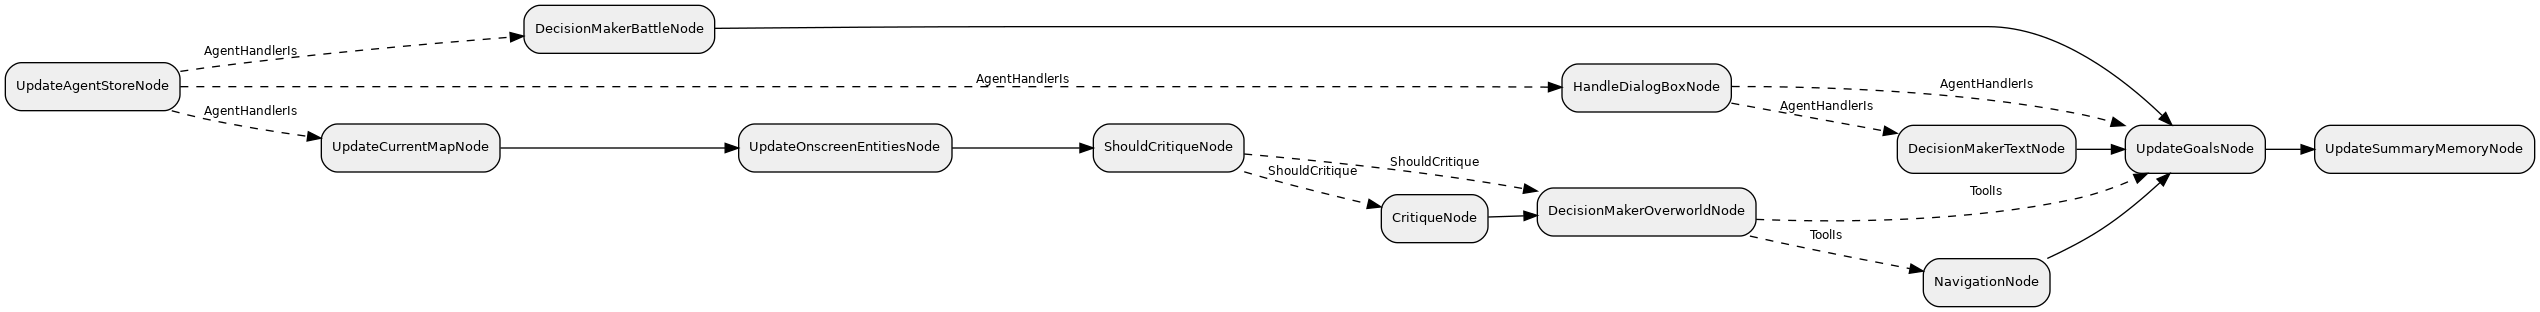 DecisionMakerBattleNode
AgentHandlerIs
UpdateAgentStoreNode
AgentHandlerIs
HandleDialogBoxNode
AgentHandlerIs
AgentHandlerIs
AgentHandlerIs
UpdateCurrentMapNode
UpdateOnscreenEntitiesNode
ShouldCritiqueNode
DecisionMakerTextNode
UpdateGoalsNode
UpdateSummaryMemoryNode
ShouldCritique
ShouldCritique
ToolIs
CritiqueNode
DecisionMakerOverworldNode
ToolIs
NavigationNode